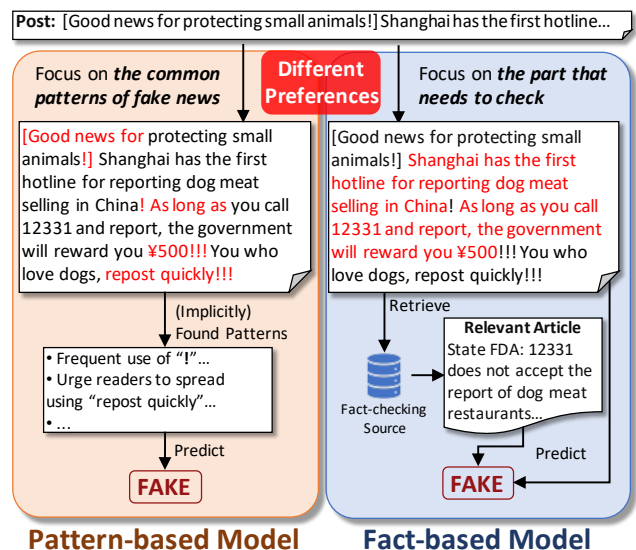 Post: [Good news for protecting small animals!] Shanghai has the first hotline…
Different
Preferences
Focus on the common
patterns of fake news
[Good news for protecting small
animals!] Shanghai has the first
hotline for reporting dog meat
selling in China! As long as you call
12331 and report, the government
will reward you ¥500!!! You who
love dogs, repost quickly!!!
(Implicitly)
Found Patterns
• Frequent use of “!”…
• Urge readers to spread
using “repost quickly”…
• ...
Predict
FAKE
Pattern-based Model
Focus on the part that
needs to check
[Good news for protecting small
animals!] Shanghai has the first
hotline for reporting dog meat
selling in China! As long as you call
12331 and report, the government
will reward you ¥500!!! You who
love dogs, repost quickly!!!
Retrieve
Fact-checking
Source
Relevant Article
State FDA: 12331
does not accept the
report of dog meat
restaurants…
Predict
FAKE
Fact-based Model